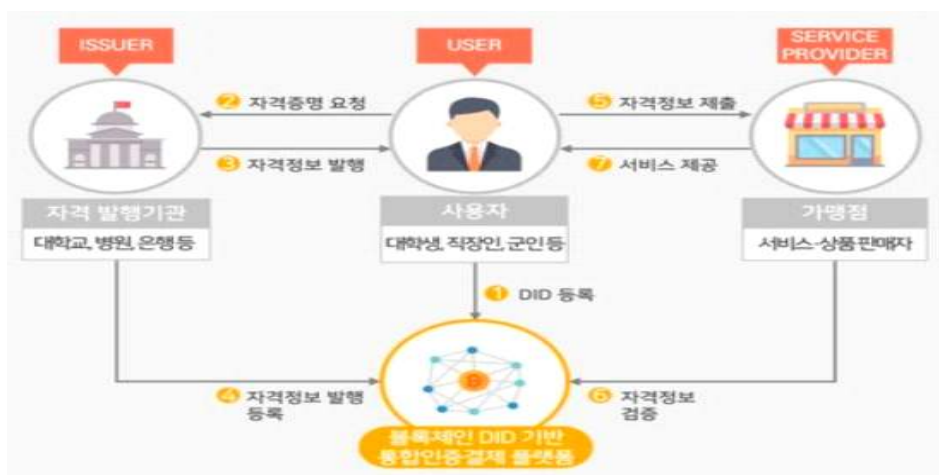 ISSUER
USER
SERVICE
PROVIDER
2 자격증명 요청
5 자격정보 제출
3 자격정보 발행
7 서비스 제공
자격 발행기관
사용자
가맹점
대학교, 병원, 은행 등
대학생, 직장인, 군인 등
서비스·상품 판매자
1 DID 등록
4 자격정보 발행
등록
6 자격정보
검증
블록체인 DID 기반
통합인증결제 플랫폼